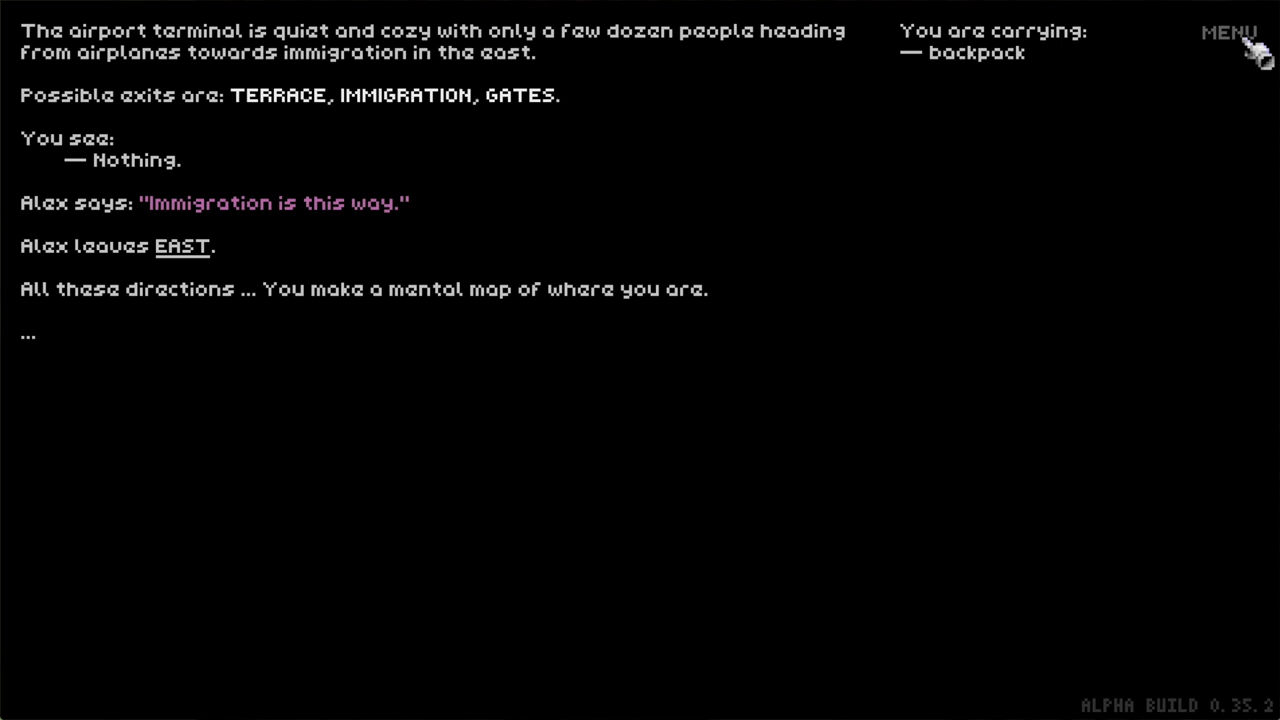 The airport terminal is quiet and cozy with only a few dozen people heading
from airplanes towards immigration in the east.
Possible exits are: TERRACE, IMMIGRATION, GATES.
You see:
— Nothing.
Alex says: "Immigration is this way."
Alex leaves EAST.
All these directions ... You make a mental map of where you are.
...
You are carrying:
— backpack
MENU
ALPHA BUILD 0.35.2